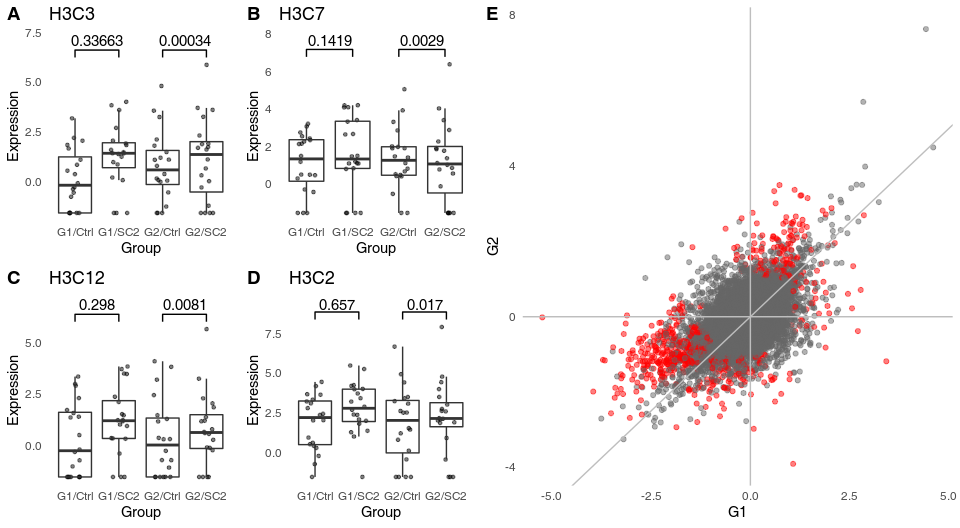 A H3C3
7.5
5.0
2.5
0.0
Expression
0.33663 0.00034
G1/Ctrl G1/SC2 G2/Ctrl G2/SC2
Group
B H3C7
8
6
4
2
0
Expression
0.1419 0.0029
G1/Ctrl G1/SC2 G2/Ctrl G2/SC2
Group
C H3C12
5.0
2.5
0.0
Expression
0.298 0.0081
G1/Ctrl G1/SC2 G2/Ctrl G2/SC2
Group
D H3C2
7.5
5.0
2.5
0.0
Expression
0.657 0.017
G1/Ctrl G1/SC2 G2/Ctrl G2/SC2
Group
E
8
4
0
-4
G2
-5.0 -2.5 0.0 2.5 5.0
G1